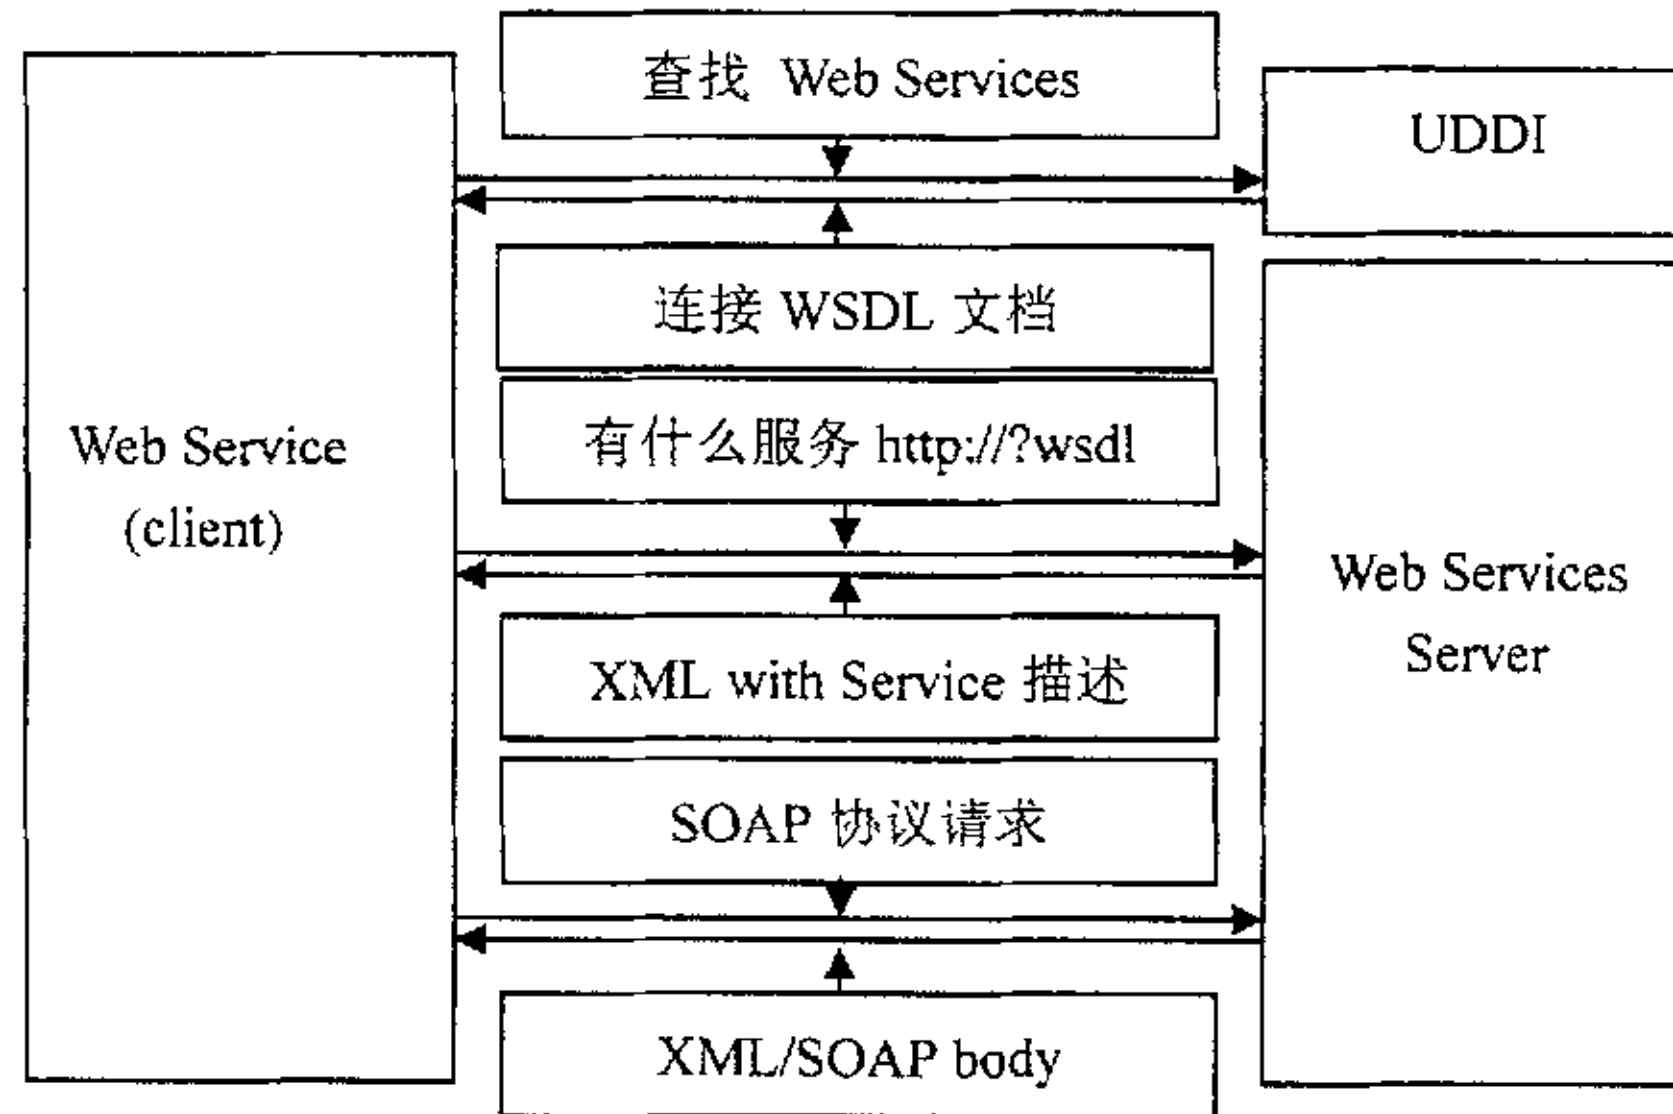 查找 Web Services
UDDI
连接 WSDL 文档
有什么服务 http://?wsdl
Web Service
(client)
Web Services
Server
XML with Service 描述
SOAP 协议请求
XML/SOAP body